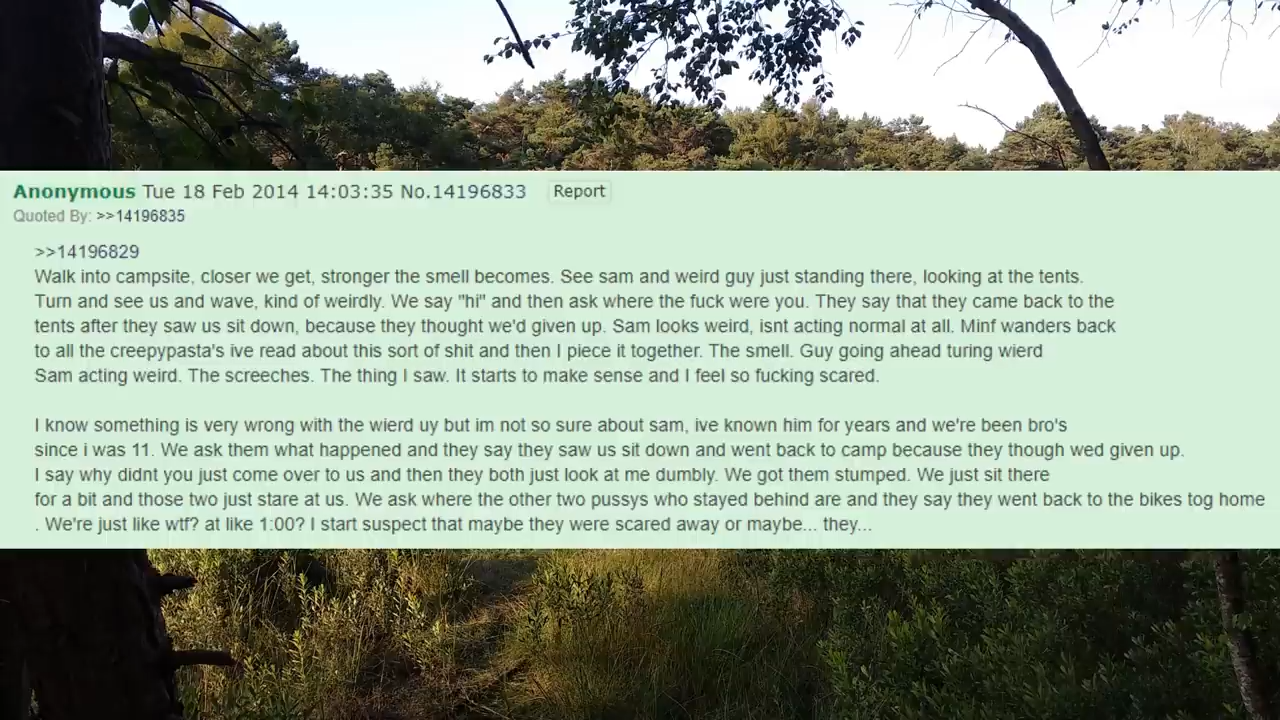 Anonymous Tue 18 Feb 2014 14:03:35 No.14196833 Report
Quoted By: >>14196835
>>14196829
Walk into campsite, closer we get, stronger the smell becomes. See sam and weird guy just standing there, looking at the tents.
Turn and see us and wave, kind of weirdly. We say "hi" and then ask where the fuck were you. They say that they came back to the
tents after they saw us sit down, because they thought we'd given up. Sam looks weird, isnt acting normal at all. Minf wanders back
to all the creepypasta's ive read about this sort of shit and then I piece it together. The smell. Guy going ahead turing wierd
Sam acting weird. The screeches. The thing I saw. It starts to make sense and I feel so fucking scared.
I know something is very wrong with the wierd uy but im not so sure about sam, ive known him for years and we're been bro's
since i was 11. We ask them what happened and they say they saw us sit down and went back to camp because they though wed given up.
I say why didnt you just come over to us and then they both just look at me dumbly. We got them stumped. We just sit there
for a bit and those two just stare at us. We ask where the other two pussys who stayed behind are and they say they went back to the bikes tog home
. We're just like wtf? at like 1:00? I start suspect that maybe they were scared away or maybe... they...